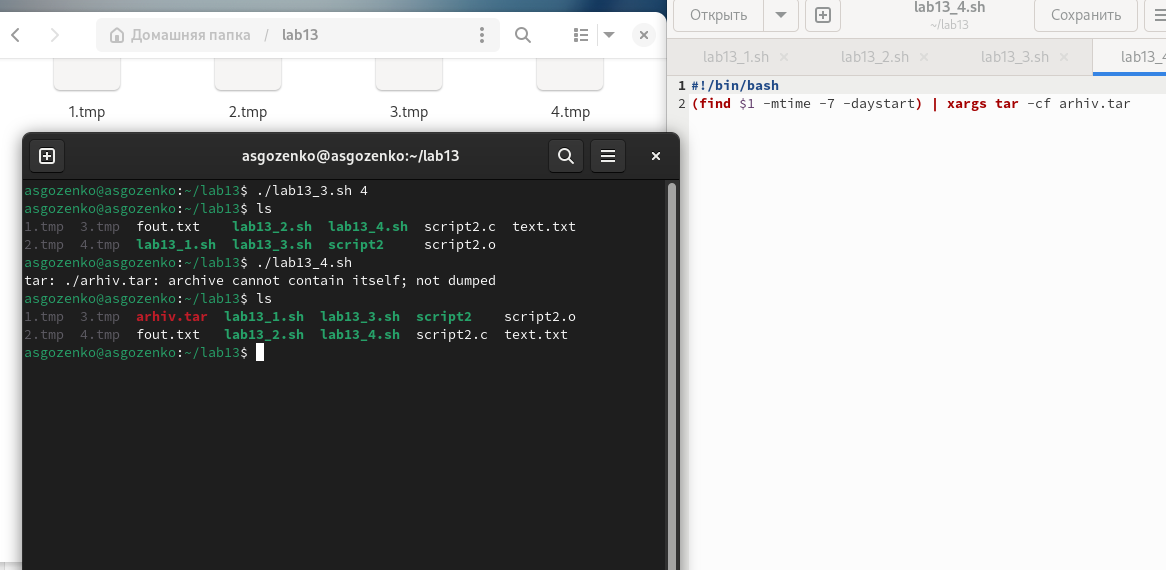 Домашняя папка / lab13
1.tmp 2.tmp 3.tmp 4.tmp
asgozenko@asgozenko:~/lab13
asgozenko@asgozenko:~/lab13$ ./lab13_3.sh 4
asgozenko@asgozenko:~/lab13$ ls
1.tmp 3.tmp fout.txt lab13_2.sh lab13_4.sh script2.c text.txt
2.tmp 4.tmp lab13_1.sh lab13_3.sh script2 script2.o
asgozenko@asgozenko:~/lab13$ ./lab13_4.sh
tar: ./arhiv.tar: archive cannot contain itself; not dumped
asgozenko@asgozenko:~/lab13$ ls
1.tmp 3.tmp arhiv.tar lab13_1.sh lab13_3.sh script2 script2.o
2.tmp 4.tmp fout.txt lab13_2.sh lab13_4.sh script2.c text.txt
asgozenko@asgozenko:~/lab13$
Открыть lab13_4.sh Сохранить
~/lab13
lab13_1.sh lab13_2.sh lab13_3.sh lab13_4
1 #!/bin/bash
2 (find $1 -mtime -7 -daystart) | xargs tar -cf arhiv.tar